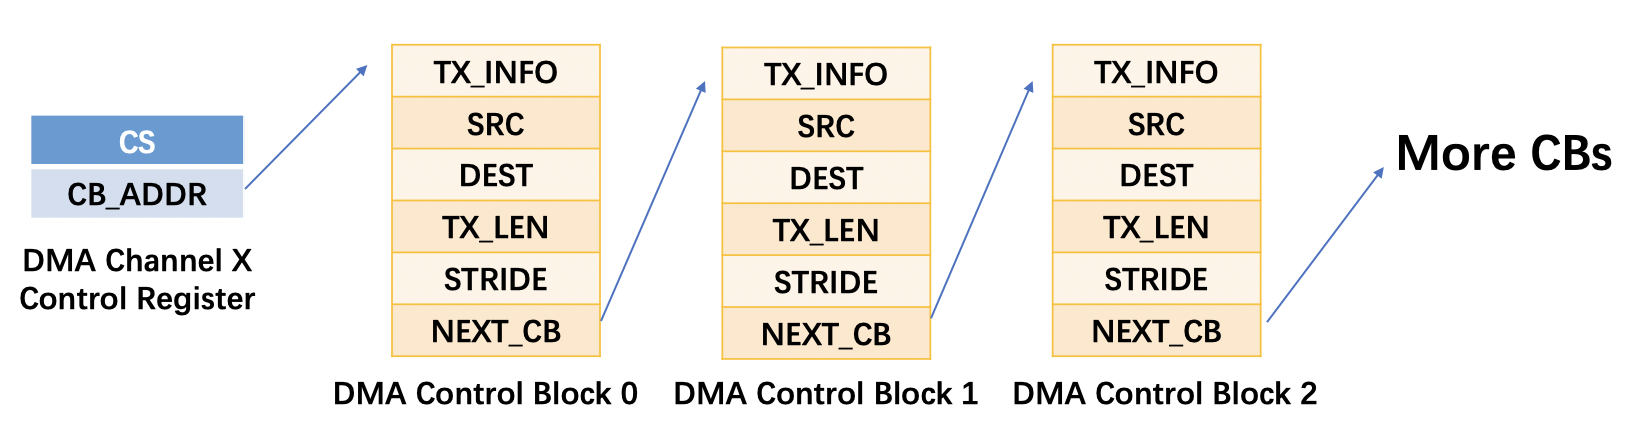 CS
CB_ADDR
DMA Channel X
Control Register
TX_INFO
SRC
DEST
TX_LEN
STRIDE
NEXT_CB
DMA Control Block 0
TX_INFO
SRC
DEST
TX_LEN
STRIDE
NEXT_CB
DMA Control Block 1
TX_INFO
SRC
DEST
TX_LEN
STRIDE
NEXT_CB
DMA Control Block 2
More CBs